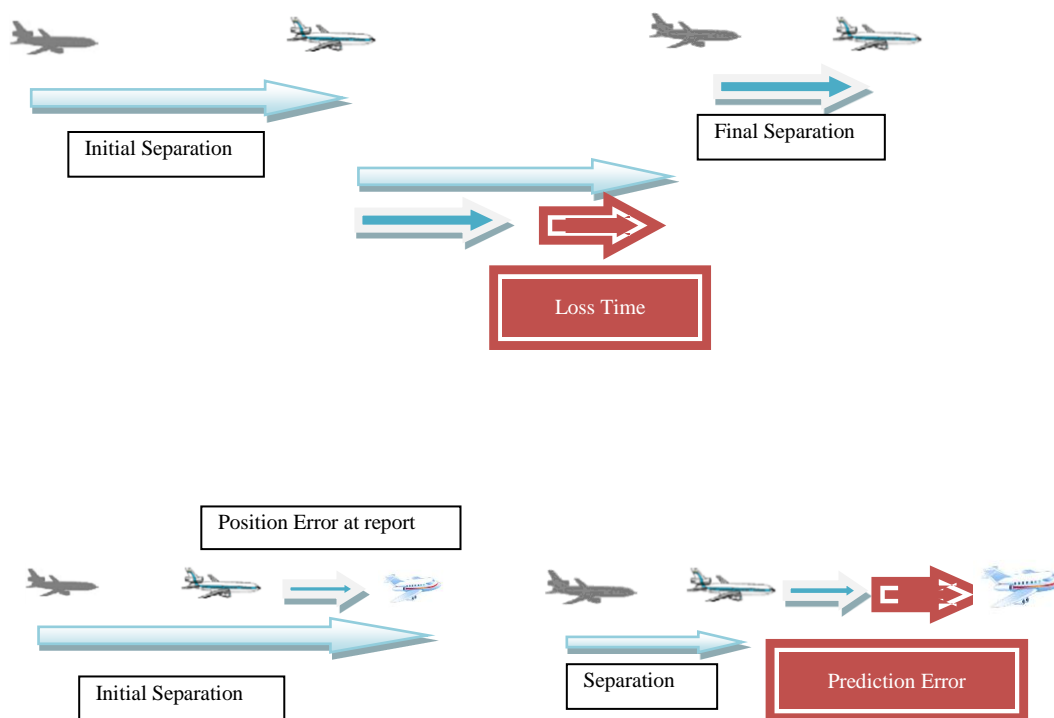 Initial Separation
Final Separation
Loss Time
Position Error at report
Initial Separation
Separation
Prediction Error